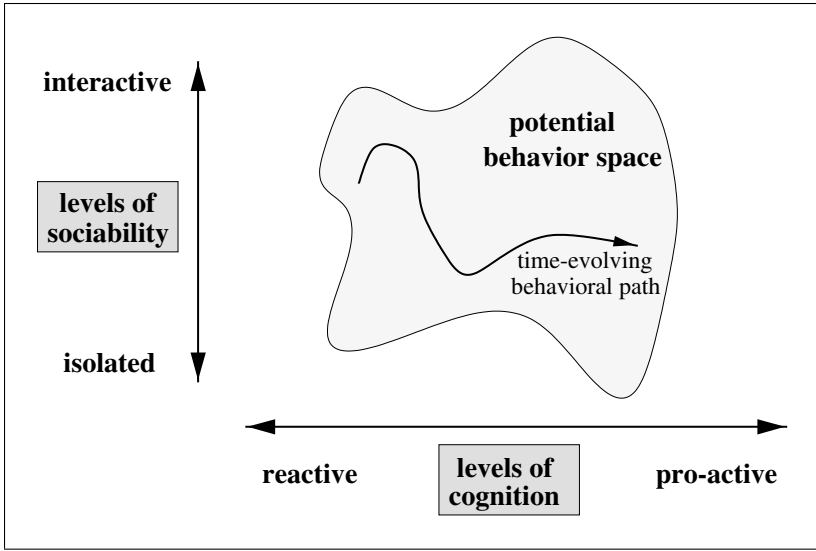 interactive
potential
behavior space
levels of
sociability
time-evolving
behavioral path
isolated
reactive
levels of
cognition
pro-active